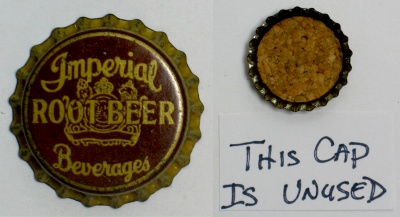 Imperial
ROOT BEER
Beverages
THIS CAP
IS UNUSED